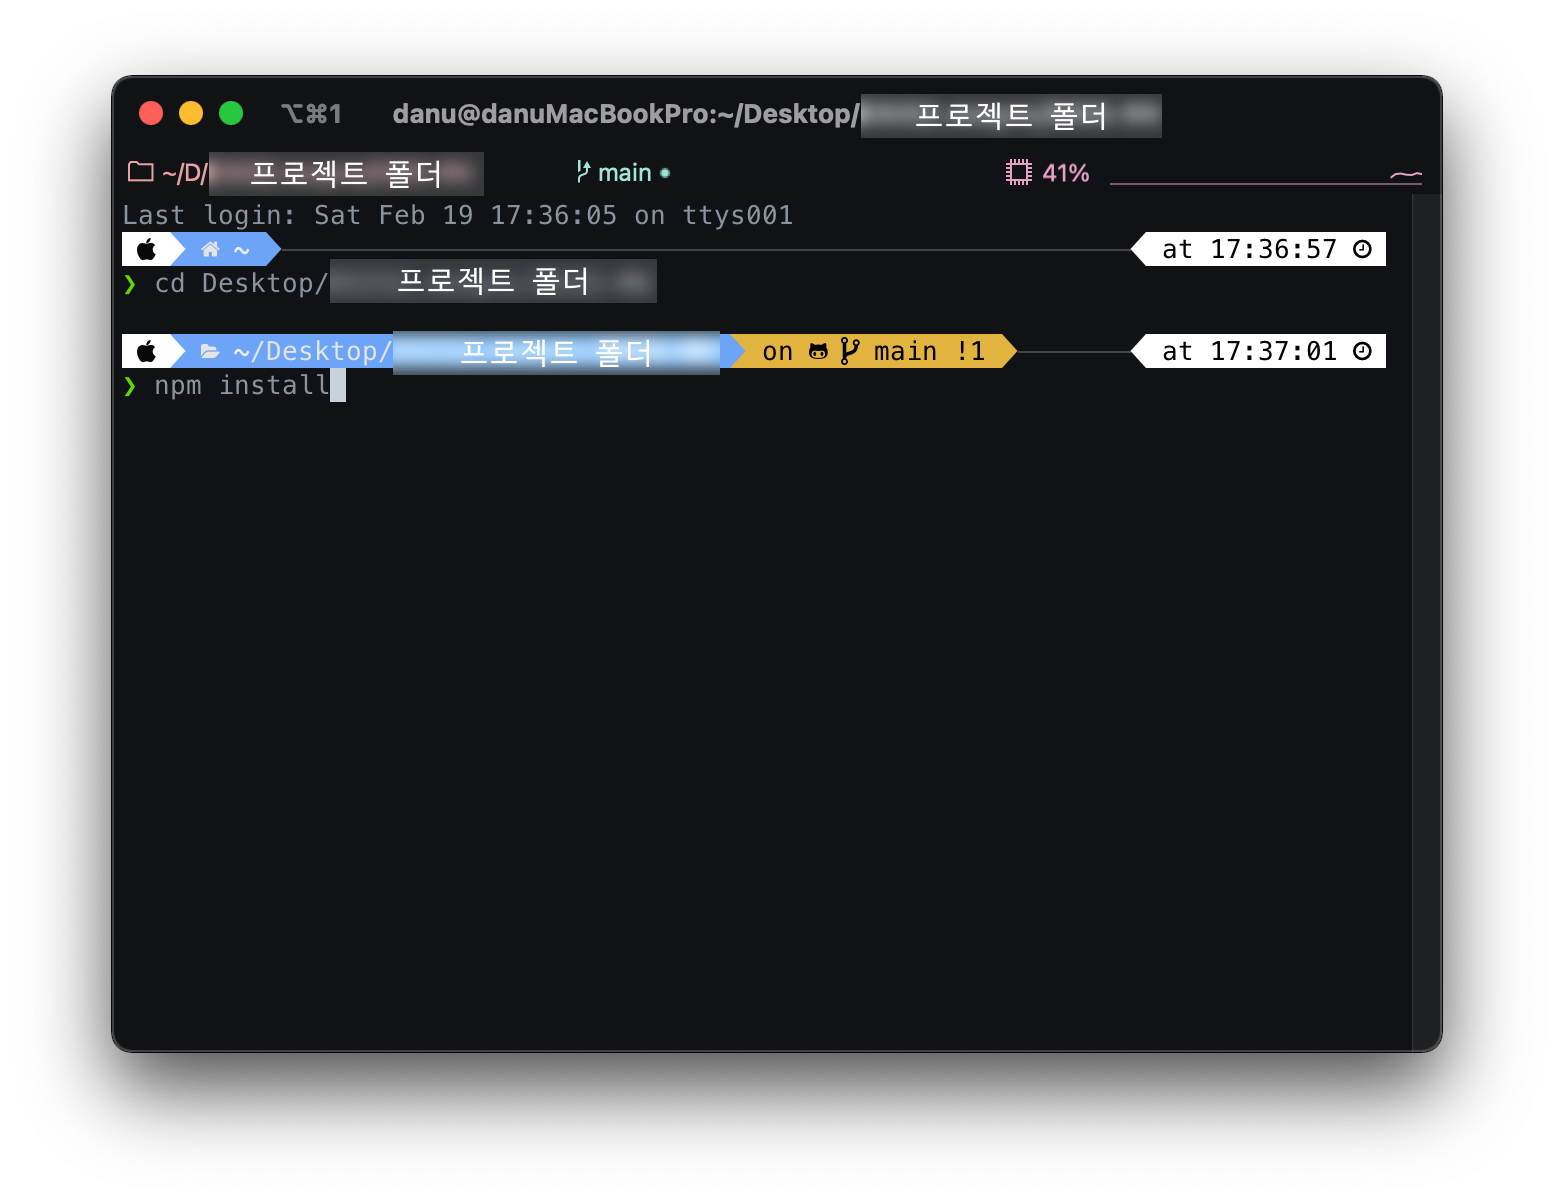 ⌥⌘1 danu@danuMacBookPro:~/Desktop/프로젝트 폴더
~/D/프로젝트 폴더 main 41%
Last login: Sat Feb 19 17:36:05 on ttys001
~ at 17:36:57
❯ cd Desktop/프로젝트 폴더
~/Desktop/프로젝트 폴더 on main !1 at 17:37:01
❯ npm install